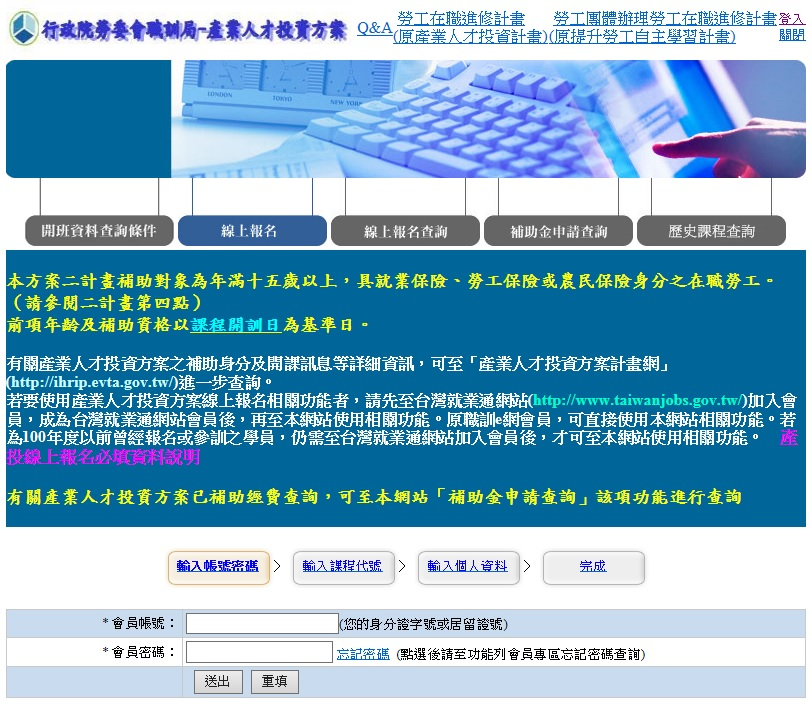 行政院勞委會職訓局-產業人才投資方案
Q&A
勞工在職進修計畫
(原產業人才投資計畫)
勞工團體辦理勞工在職進修計畫
(原提升勞工自主學習計畫)
登入
關閉
LONDON
TOKYO
NEW YORK
開班資料查詢條件
線上報名
線上報名查詢
補助金申請查詢
歷史課程查詢
本方案二計畫補助對象為年滿十五歲以上，具就業保險、勞工保險或農民保險身分之在職勞工。
（請參閱二計畫第四點）
前項年齡及補助資格以課程開訓日為基準日。
有關產業人才投資方案之補助身分及開課訊息等詳細資訊，可至「產業人才投資方案計畫網」
(http://ihrip.evta.gov.tw/)進一步查詢。
若要使用產業人才投資方案線上報名相關功能者，請先至台灣就業通網站(http://www.taiwanjobs.gov.tw/)加入會
員，成為台灣就業通網站會員後，再至本網站使用相關功能。原職訓e網會員，可直接使用本網站相關功能。若
為100年度以前曾經報名或參訓之學員，仍需至台灣就業通網站加入會員後，才可至本網站使用相關功能。 產
投線上報名必填資料說明
有關產業人才投資方案已補助經費查詢，可至本網站「補助金申請查詢」該項功能進行查詢
輸入帳號密碼
輸入課程代號
輸入個人資料
完成
*會員帳號：
(您的身分證字號或居留證號)
*會員密碼：
忘記密碼 (點選後請至功能列會員專區忘記密碼查詢)
送出
重填